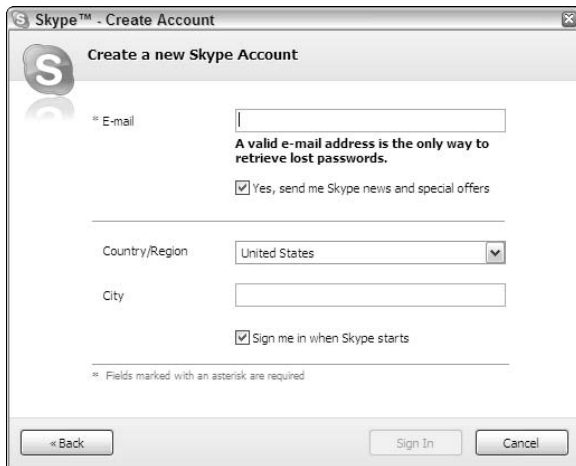 Skype™ - Create Account
S
Create a new Skype Account
* E-mail
A valid e-mail address is the only way to
retrieve lost passwords.
Yes, send me Skype news and special offers
Country/Region
United States
City
Sign me in when Skype starts
* Fields marked with an asterisk are required
« Back
Sign In
Cancel